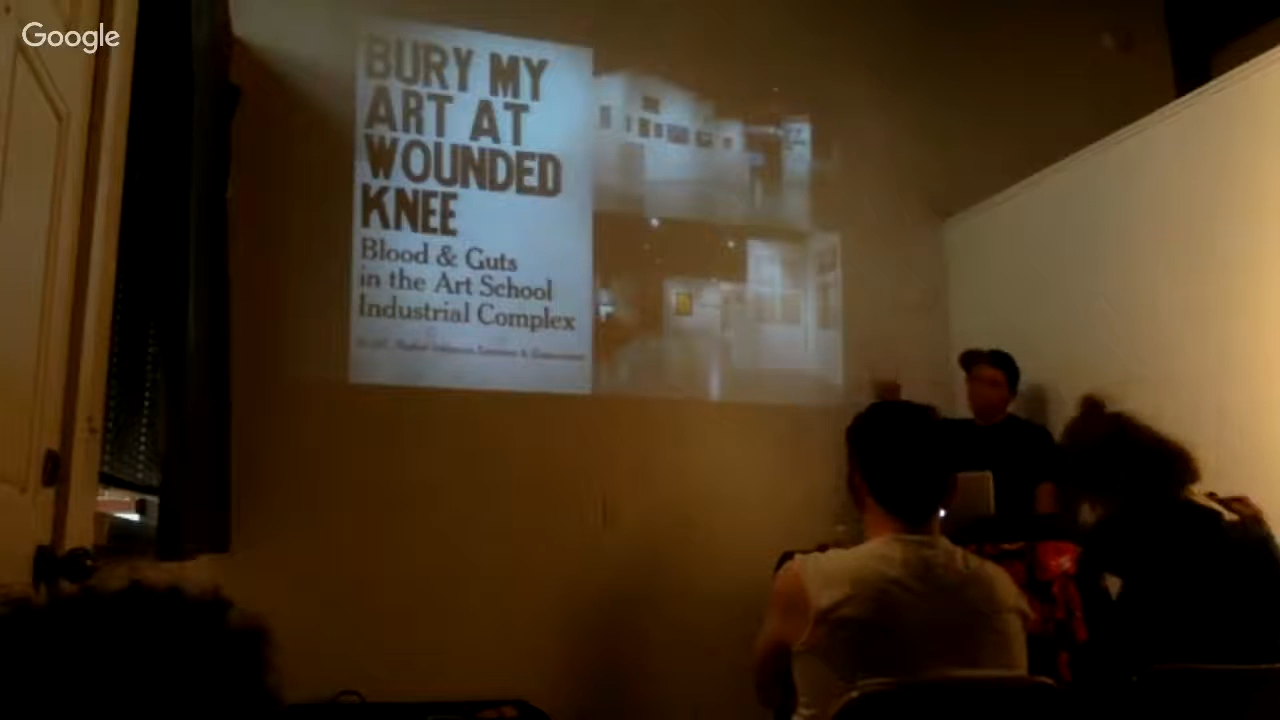 Google
BURY MY
ART AT
WOUNDED
KNEE
Blood & Guts
in the Art School
Industrial Complex